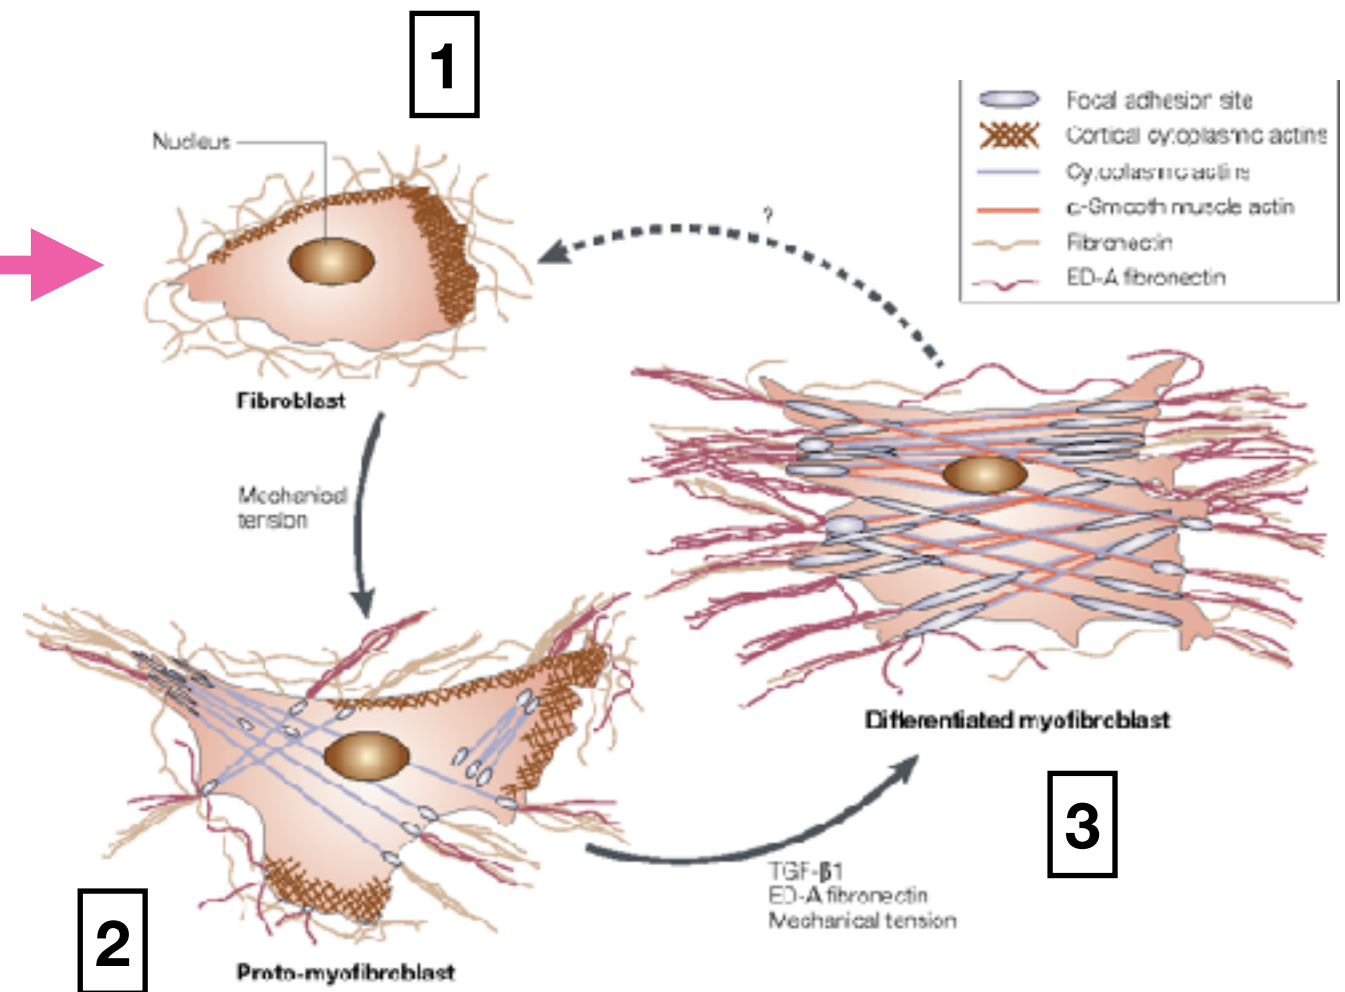 1
Nucleus
Focal adhesion site
Cortical cytoplasmic actins
Cytoplasmic actins
α-Smooth muscle actin
Fibronectin
ED-A fibronectin
?
Fibroblast
Mechanical
tension
Differentiated myofibroblast
3
TGF-β1
ED-A fibronectin
Mechanical tension
2
Proto-myofibroblast